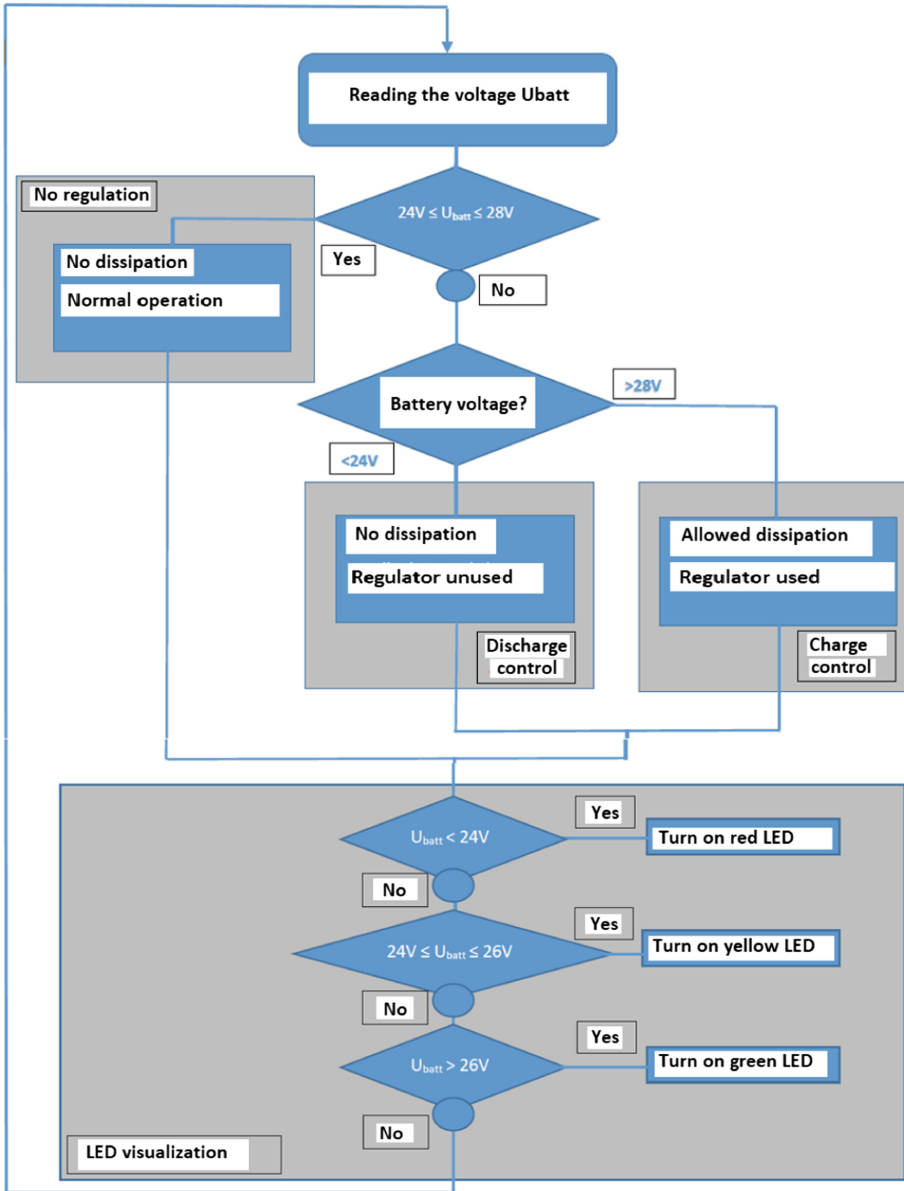 Reading the voltage Ubatt
No regulation
24V ≤ Ubatt ≤ 28V
Yes
No dissipation
Normal operation
No
>28V
Battery voltage?
<24V
No dissipation
Regulator unused
Allowed dissipation
Regulator used
Discharge
control
Charge
control
Ubatt < 24V
Yes
Turn on red LED
No
24V ≤ Ubatt ≤ 26V
Yes
Turn on yellow LED
No
Ubatt > 26V
Yes
Turn on green LED
No
LED visualization